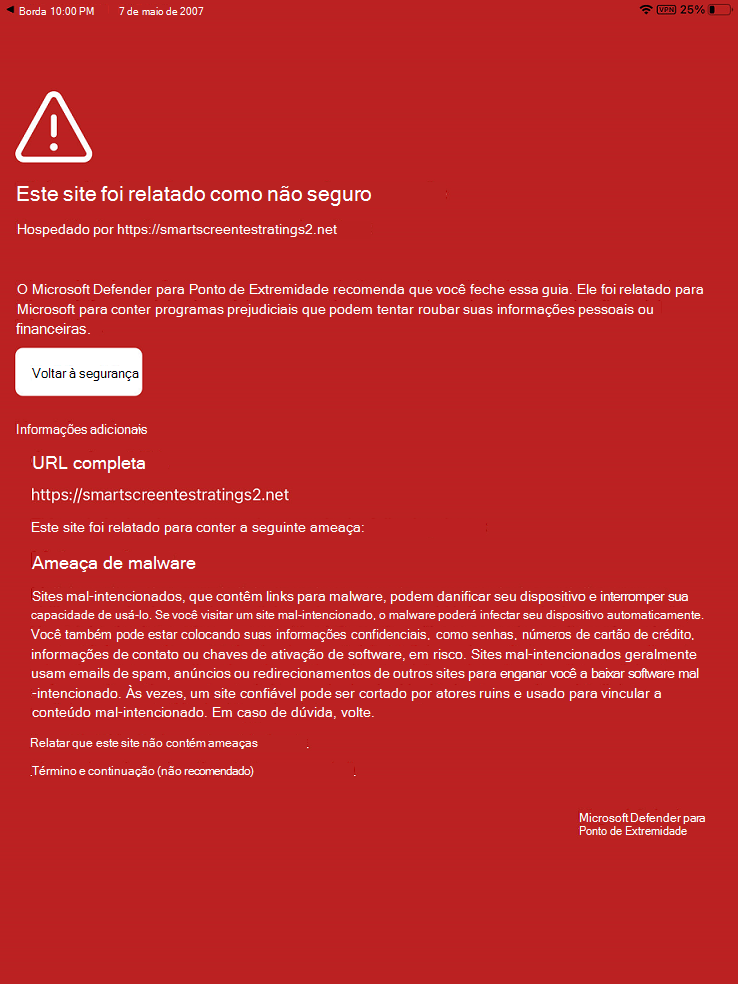 Borda 10:00 PM 7 de maio de 2007 VPN 25%
Este site foi relatado como não seguro
Hospedado por https://smartscreentestratings2.net
O Microsoft Defender para Ponto de Extremidade recomenda que você feche essa guia. Ele foi relatado para
Microsoft para conter programas prejudiciais que podem tentar roubar suas informações pessoais ou
financeiras.
Voltar à segurança
Informações adicionais
URL completa
https://smartscreentestratings2.net
Este site foi relatado para conter a seguinte ameaça:
Ameaça de malware
Sites mal-intencionados, que contêm links para malware, podem danificar seu dispositivo e interromper sua
capacidade de usá-lo. Se você visitar um site mal-intencionado, o malware poderá infectar seu dispositivo automaticamente.
Você também pode estar colocando suas informações confidenciais, como senhas, números de cartão de crédito,
informações de contato ou chaves de ativação de software, em risco. Sites mal-intencionados geralmente
usam emails de spam, anúncios ou redirecionamentos de outros sites para enganar você a baixar software mal
-intencionado. Às vezes, um site confiável pode ser cortado por atores ruins e usado para vincular a
conteúdo mal-intencionado. Em caso de dúvida, volte.
Relatar que este site não contém ameaças .
.Término e continuação (não recomendado) .
Microsoft Defender para
Ponto de Extremidade